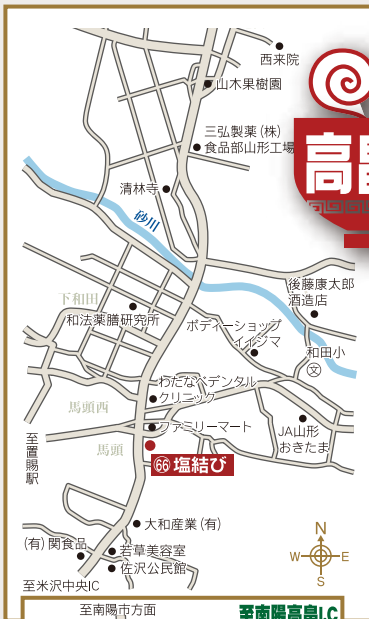 西来院
山木果樹園
三弘製薬(株)
食品部山形工場
高畠
清林寺
砂川
後藤康太郎
酒造店
下和田
和法薬膳研究所
ボディーショップ
イイジマ
和田小
文
わたなべデンタル
クリニック
馬頭西
ファミリーマート
JA山形
おきたま
馬頭
至置賜駅
66 塩結び
大和産業(有)
(有)関食品
若草美容室
佐沢公民館
N
W E
S
至米沢中央IC
至南陽市方面
至南陽高畠I.C